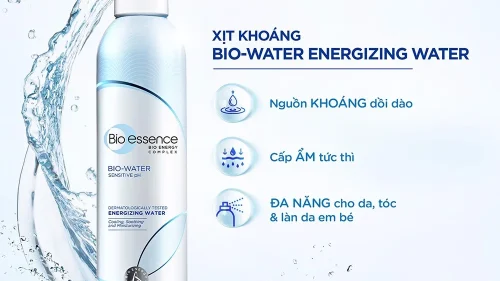 XỊT KHOÁNG
BIO-WATER ENERGIZING WATER
Nguồn KHOÁNG dồi dào
Cấp ẨM tức thì
ĐA NĂNG cho da, tóc
& làn da em bé
Bio essence
BIO ENERGY
COMPLEX
BIO-WATER
SENSITIVE pH
DERMATOLOGICALLY TESTED
ENERGIZING WATER
Cooling, Soothing
and Moisturizing